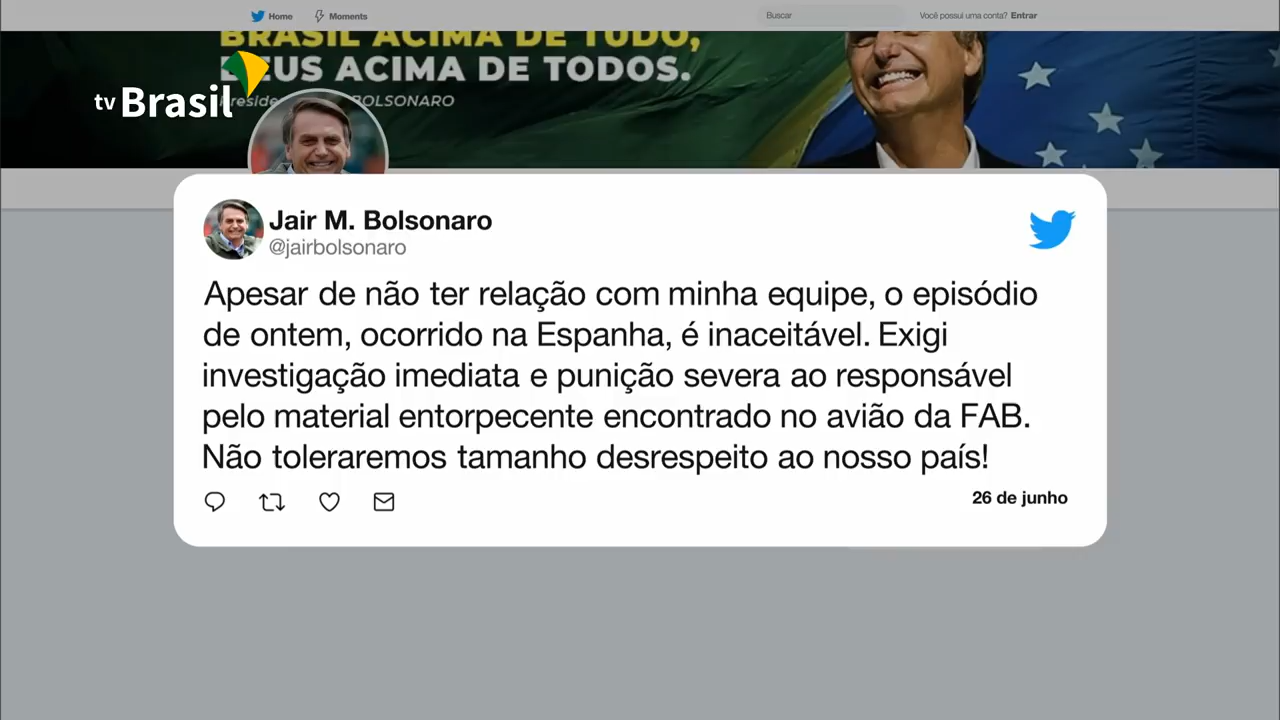 Home Moments Buscar Você possui uma conta? Entrar
BRASIL ACIMA DE TUDO,
DEUS ACIMA DE TODOS.
BOLSONARO
tv Brasil
Jair M. Bolsonaro
@jairbolsonaro
Apesar de não ter relação com minha equipe, o episódio
de ontem, ocorrido na Espanha, é inaceitável. Exigi
investigação imediata e punição severa ao responsável
pelo material entorpecente encontrado no avião da FAB.
Não toleraremos tamanho desrespeito ao nosso país!
26 de junho